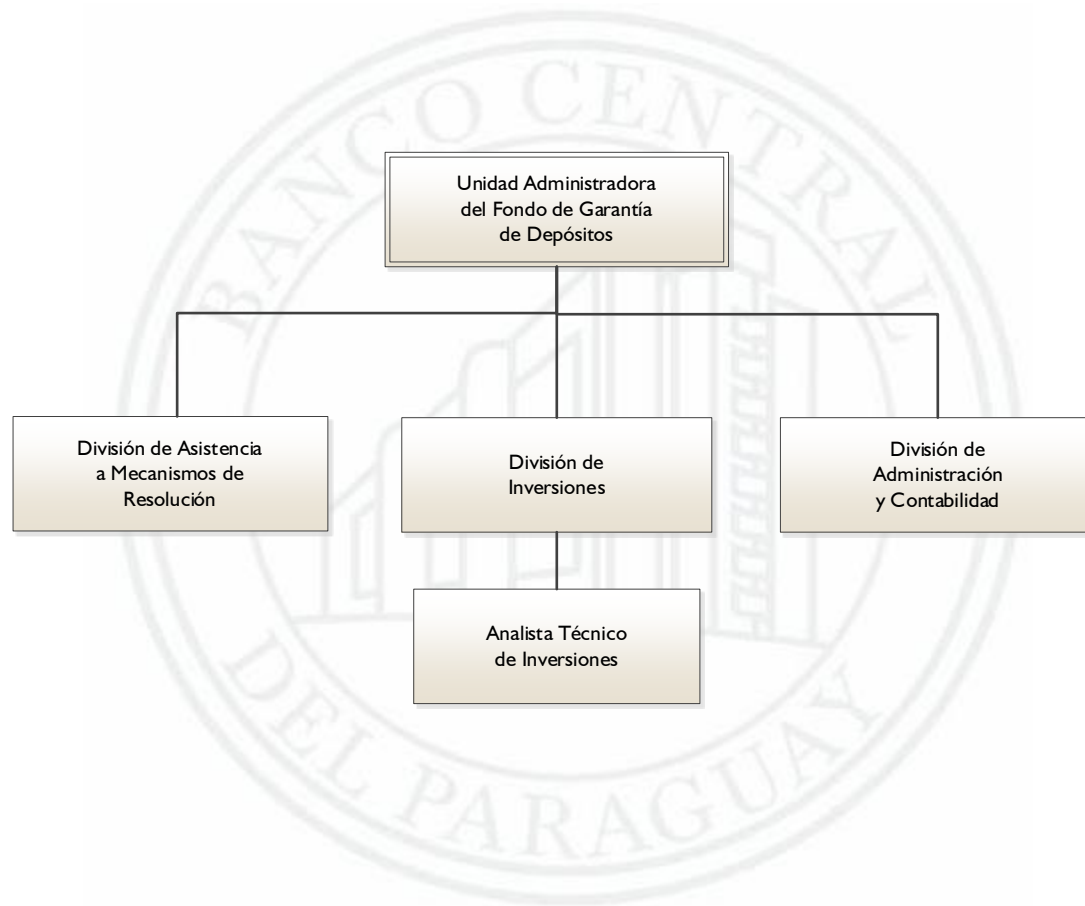 BANCO CENTRAL
Unidad Administradora
del Fondo de Garantía
de Depósitos
División de Asistencia
a Mecanismos de
Resolución
División de
Inversiones
División de
Administración
y Contabilidad
Analista Técnico
de Inversiones
DEL PARAGUAY